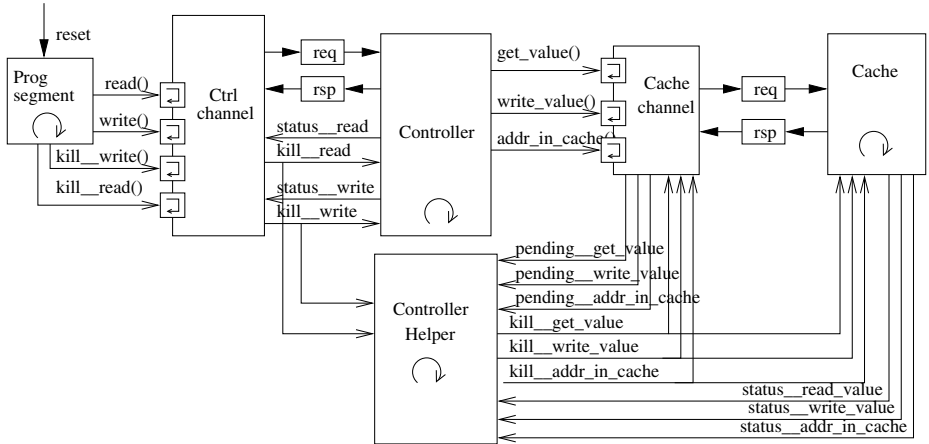 reset
Prog
segment
read()
write()
kill__write()
kill__read()
Ctrl
channel
req
rsp
status__read
kill__read
status__write
kill__write
Controller
get_value()
write_value()
addr_in_cache()
Cache
channel
req
rsp
Cache
Controller
Helper
pending__get_value
pending__write_value
pending__addr_in_cache
kill__get_value
kill__write_value
kill__addr_in_cache
status__read_value
status__write_value
status__addr_in_cache